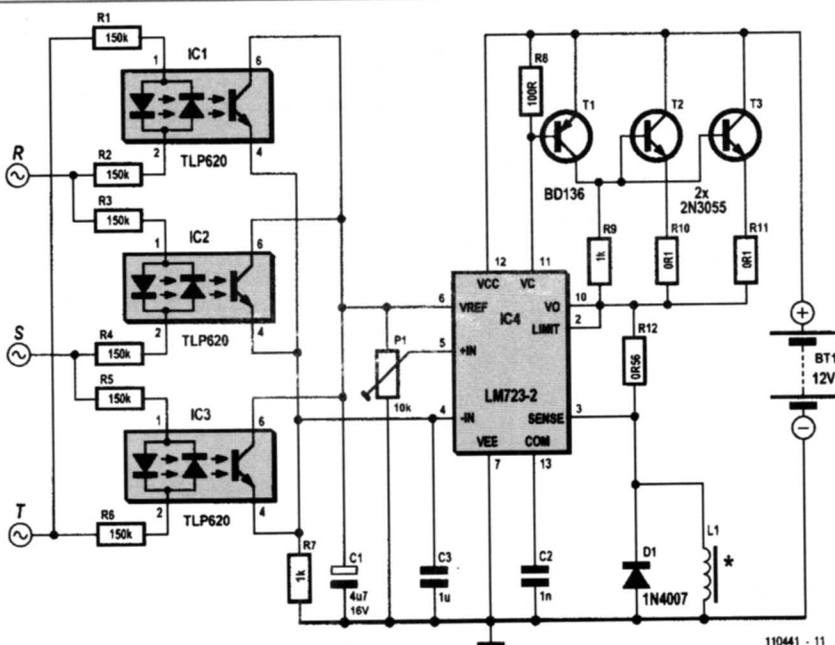 R1
150k
IC1
1
6
2
4
TLP620
R
R2
150k
R3
150k
IC2
1
6
2
4
TLP620
S
R4
150k
R5
150k
IC3
1
6
2
4
TLP620
T
R6
150k
R7
1k
C1
4u7
16V
C3
1u
C2
1n
P1
10k
R8
100R
T1
BD136
T2
T3
2x
2N3055
R9
1k
R10
0R1
R11
0R1
12
11
VCC
VC
6
VREF
IC4
VO
10
LIMIT
2
5
+IN
LM723-2
4
-IN
SENSE
3
VEE
COM
7
13
R12
0R56
D1
1N4007
L1
*
+
BT1
12V
−
110441 - 11